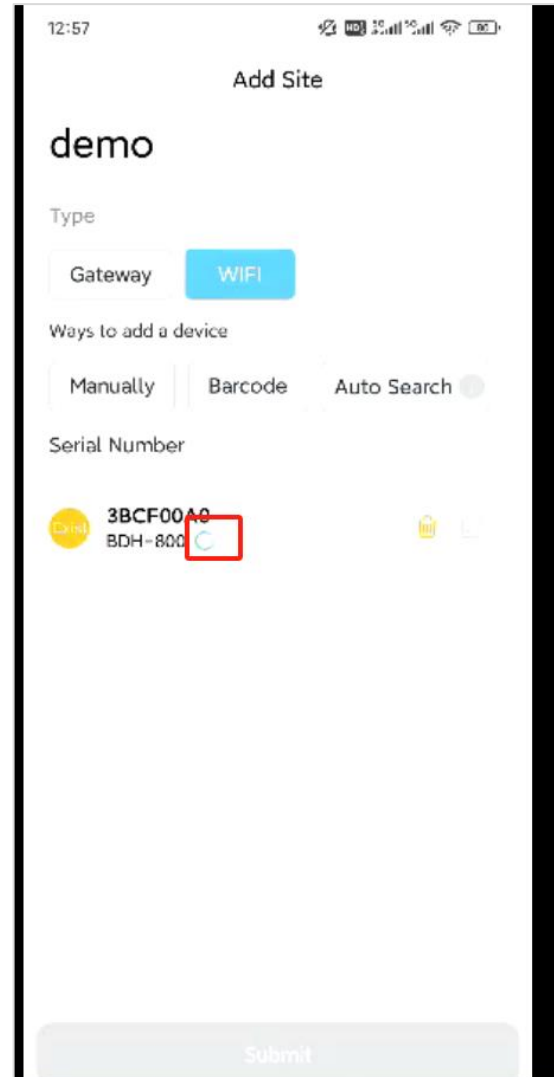 12:57
Add Site
demo
Type
Gateway WIFI
Ways to add a device
Manually Barcode Auto Search
Serial Number
Exist
3BCF00A0
BDH-800
Submit